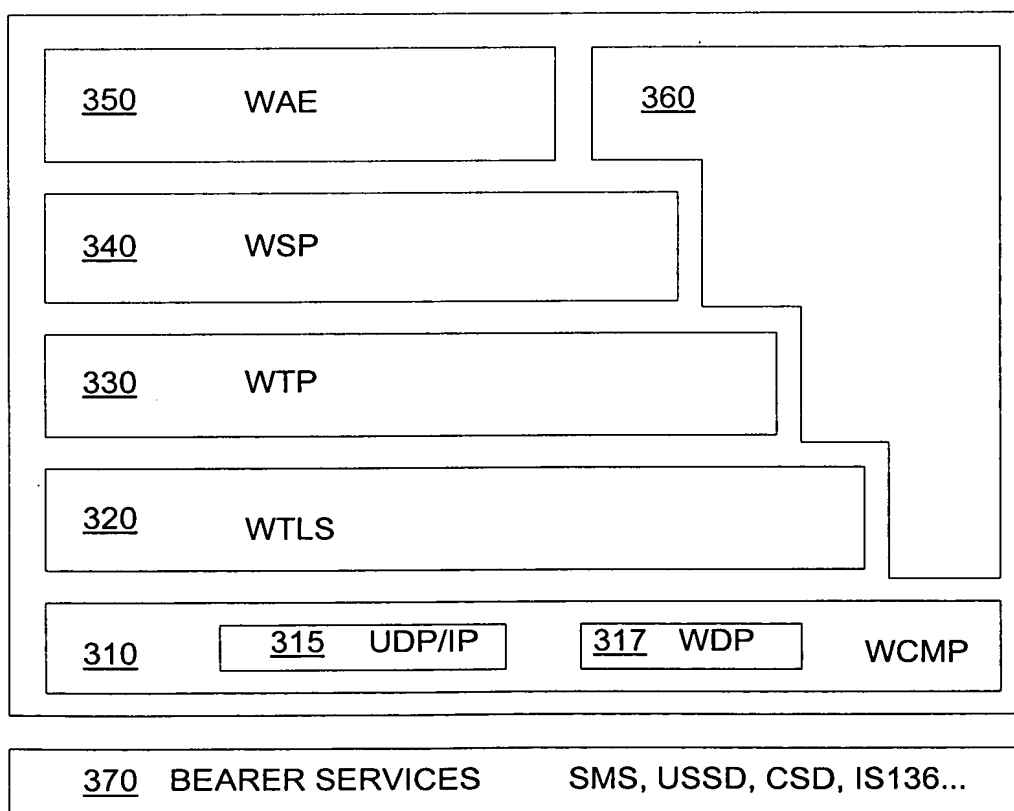 350 WAE
360
340 WSP
330 WTP
320 WTLS
310 315 UDP/IP 317 WDP WCMP
370 BEARER SERVICES SMS, USSD, CSD, IS136...